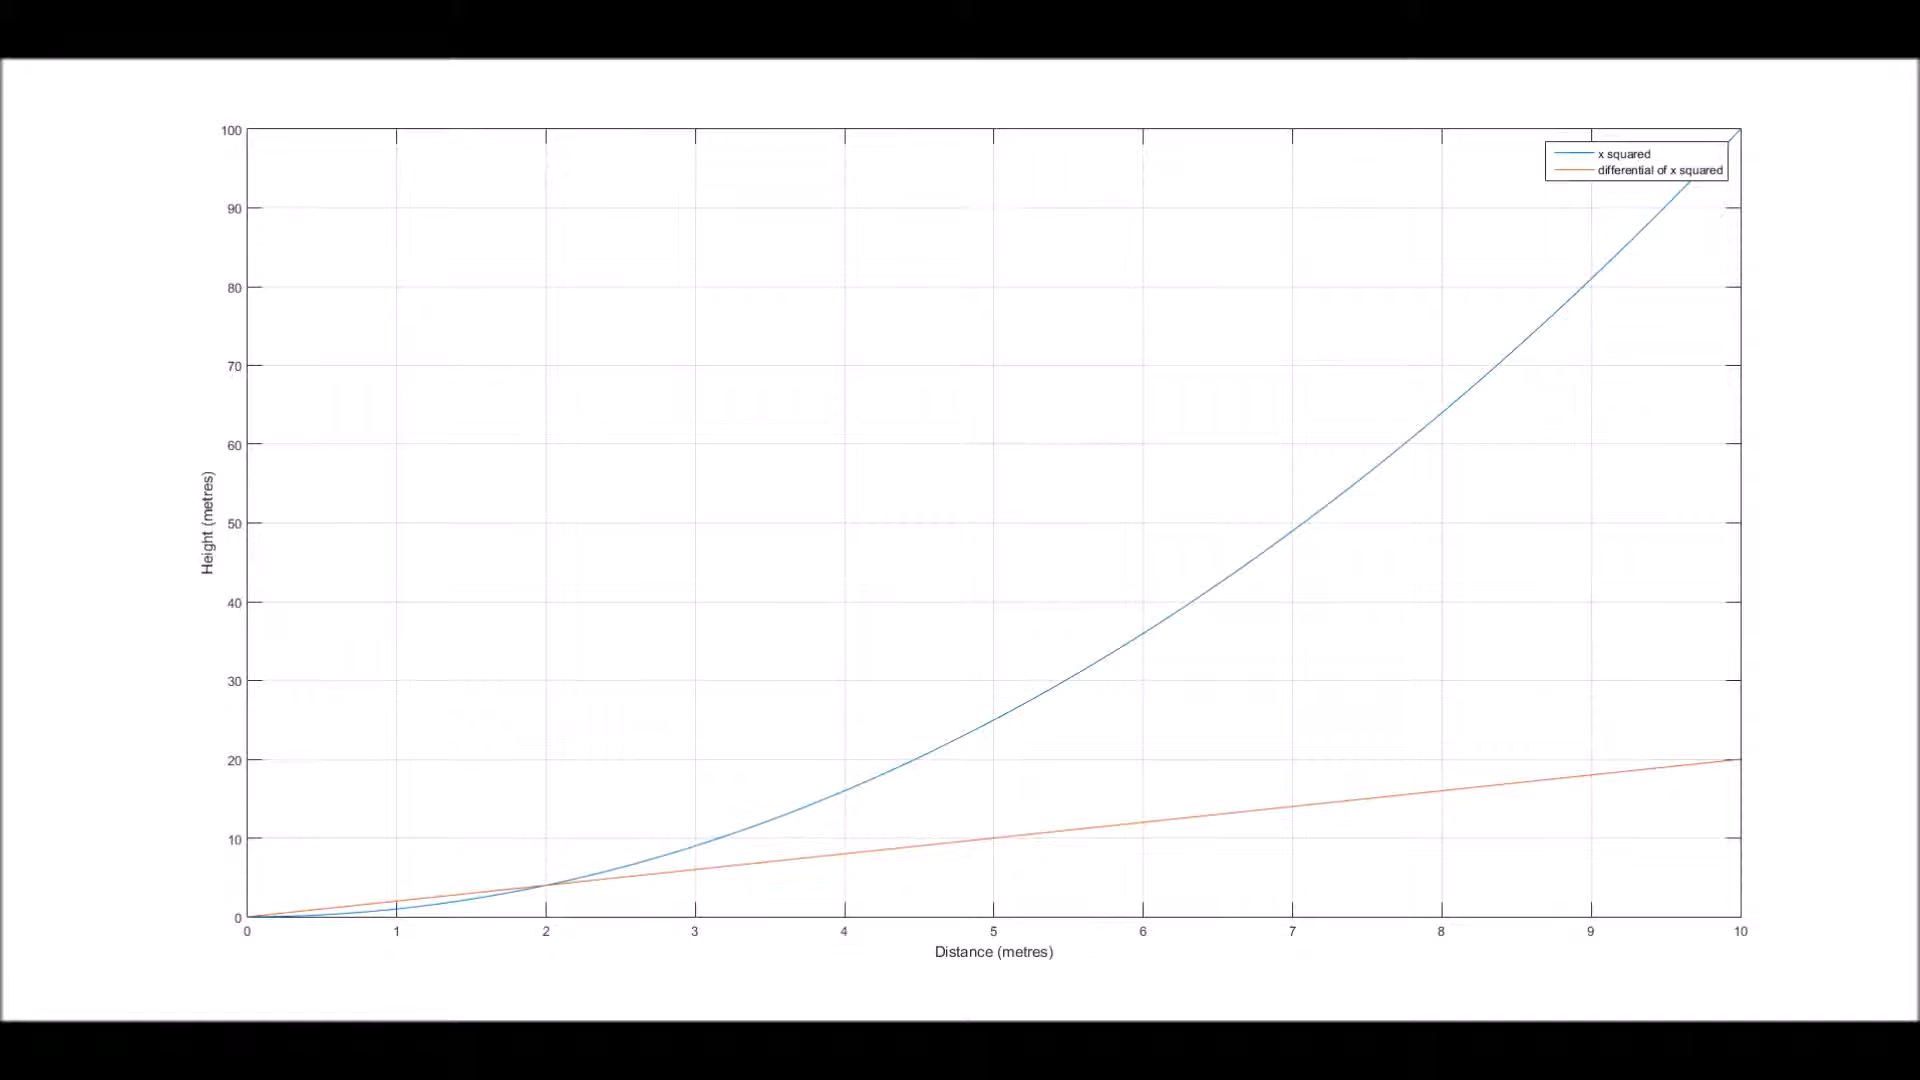 x squared
differential of x squared
100
90
80
70
60
50
40
30
20
10
0
Height (metres)
0 1 2 3 4 5 6 7 8 9 10
Distance (metres)